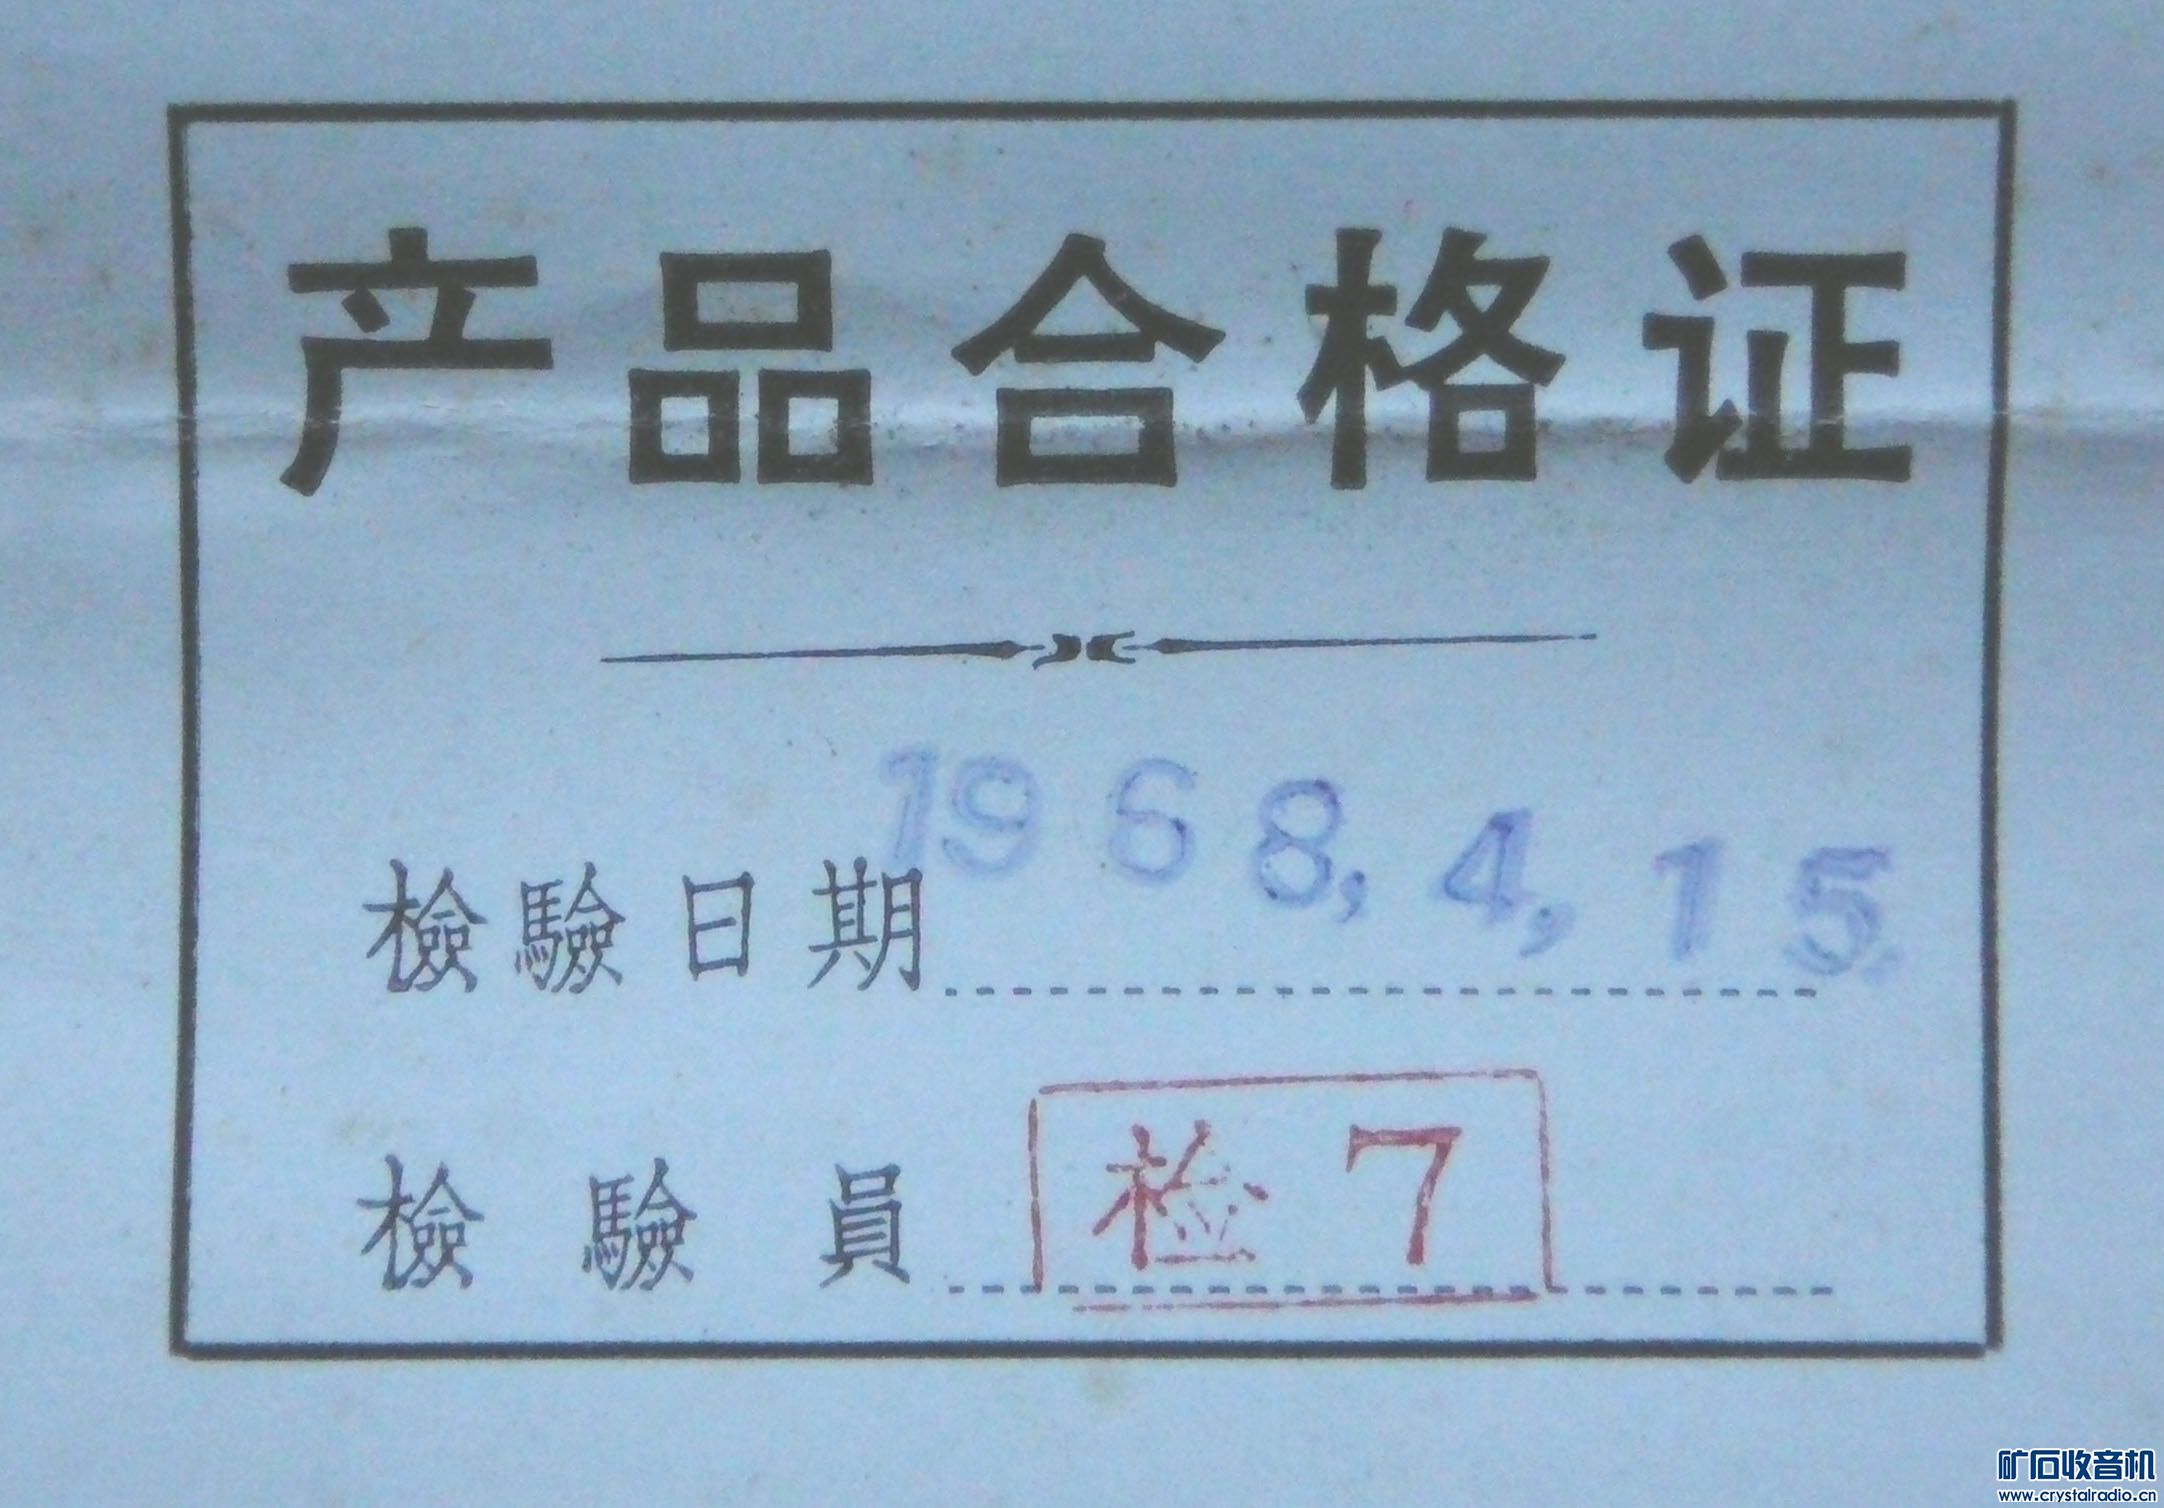 产品合格证
檢驗日期 1968,4,15.
檢驗員 检7
矿石收音机
www.crystalradio.cn